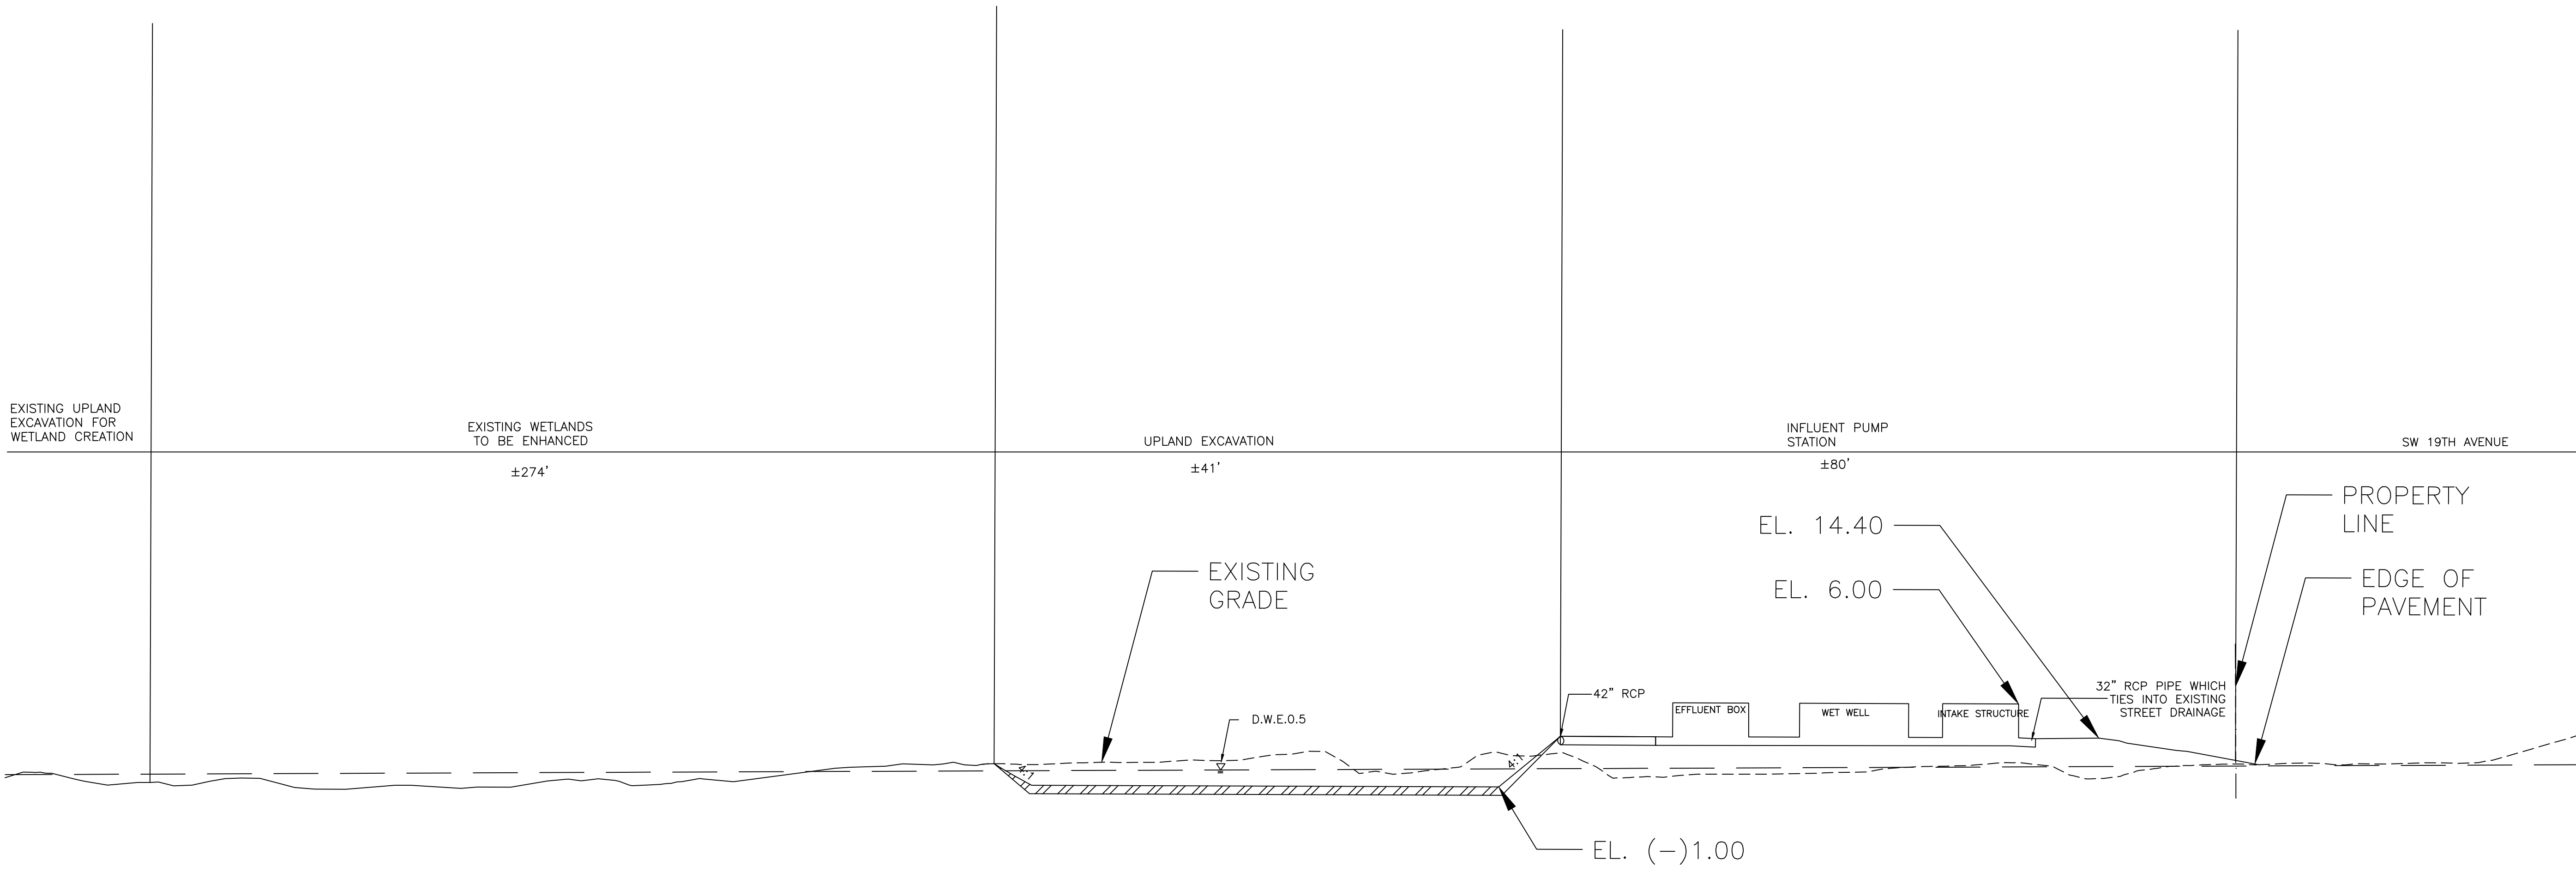 EXISTING UPLAND
EXCAVATION FOR
WETLAND CREATION
EXISTING WETLANDS
TO BE ENHANCED
±274'
UPLAND EXCAVATION
±41'
INFLUENT PUMP
STATION
±80'
SW 19TH AVENUE
PROPERTY
LINE
EL. 14.40
EL. 6.00
EXISTING
GRADE
EDGE OF
PAVEMENT
42" RCP
32" RCP PIPE WHICH
TIES INTO EXISTING
STREET DRAINAGE
EFFLUENT BOX
WET WELL
INTAKE STRUCTURE
D.W.E.0.5
4:1
4:1
EL. (-)1.00